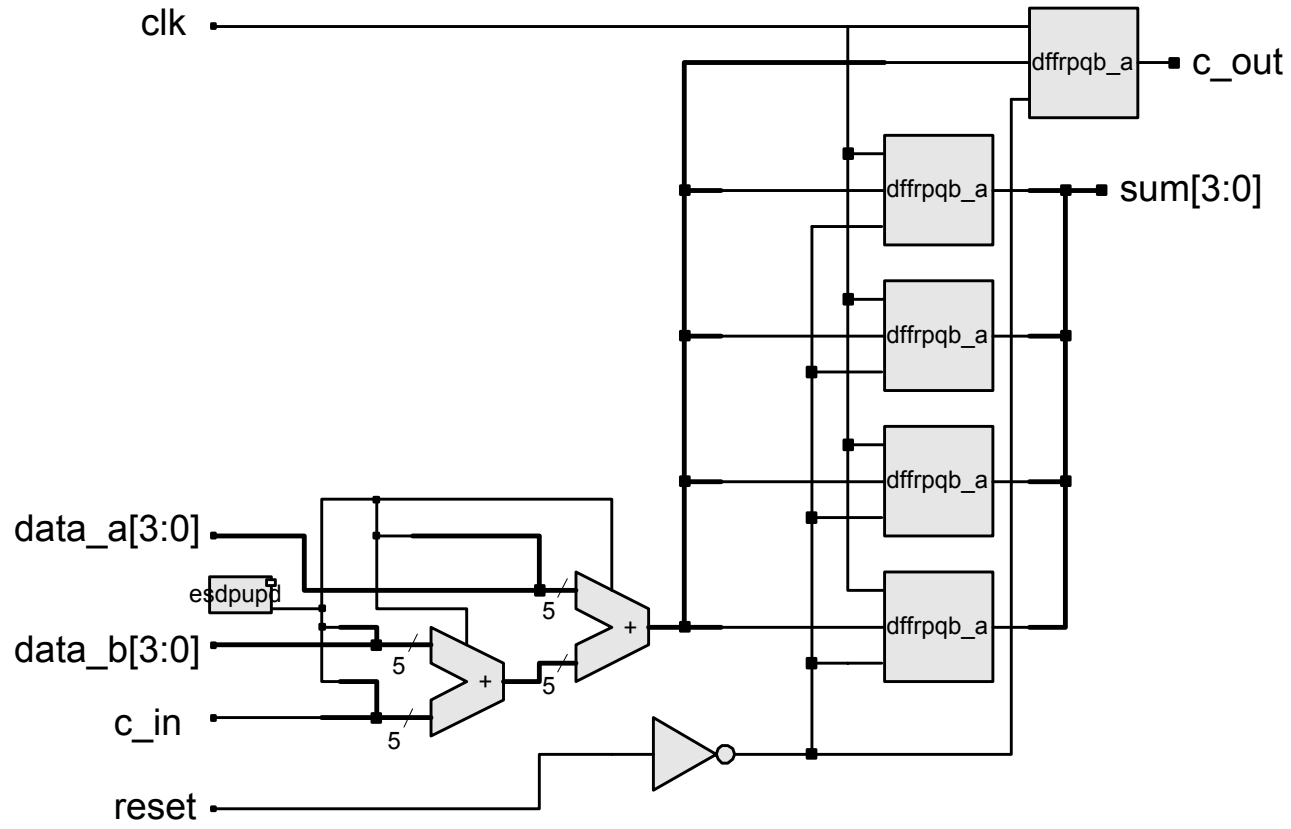 clk
dffrpqb_a
c_out
dffrpqb_a
sum[3:0]
dffrpqb_a
dffrpqb_a
data_a[3:0]
esdpupd
5
+
dffrpqb_a
data_b[3:0]
5
+
5
c_in
5
reset